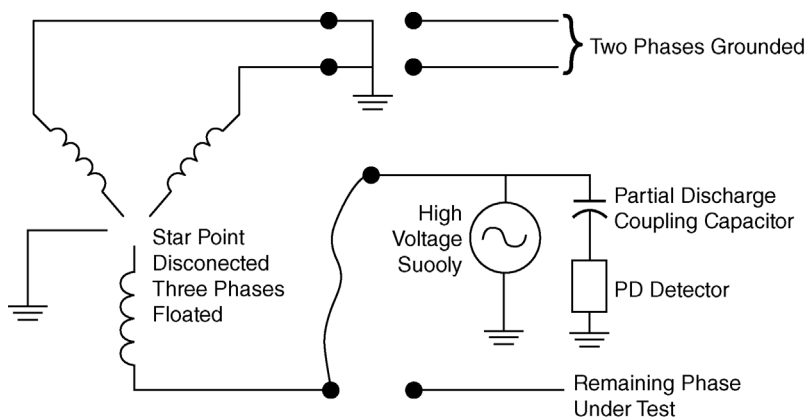 Two Phases Grounded
High
Voltage
Suooly
Partial Discharge
Coupling Capacitor
Star Point
Disconected
Three Phases
Floated
PD Detector
Remaining Phase
Under Test